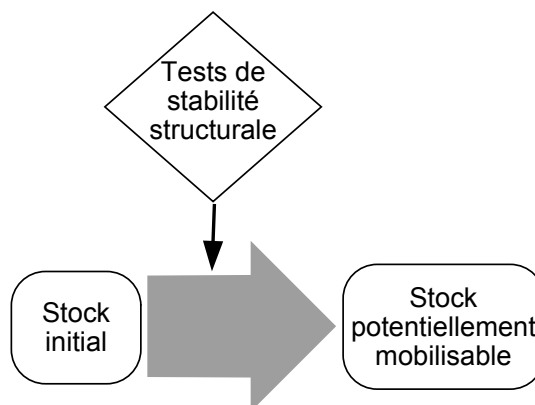 Tests de
stabilité
structurale
Stock
initial
Stock
potentiellement
mobilisable